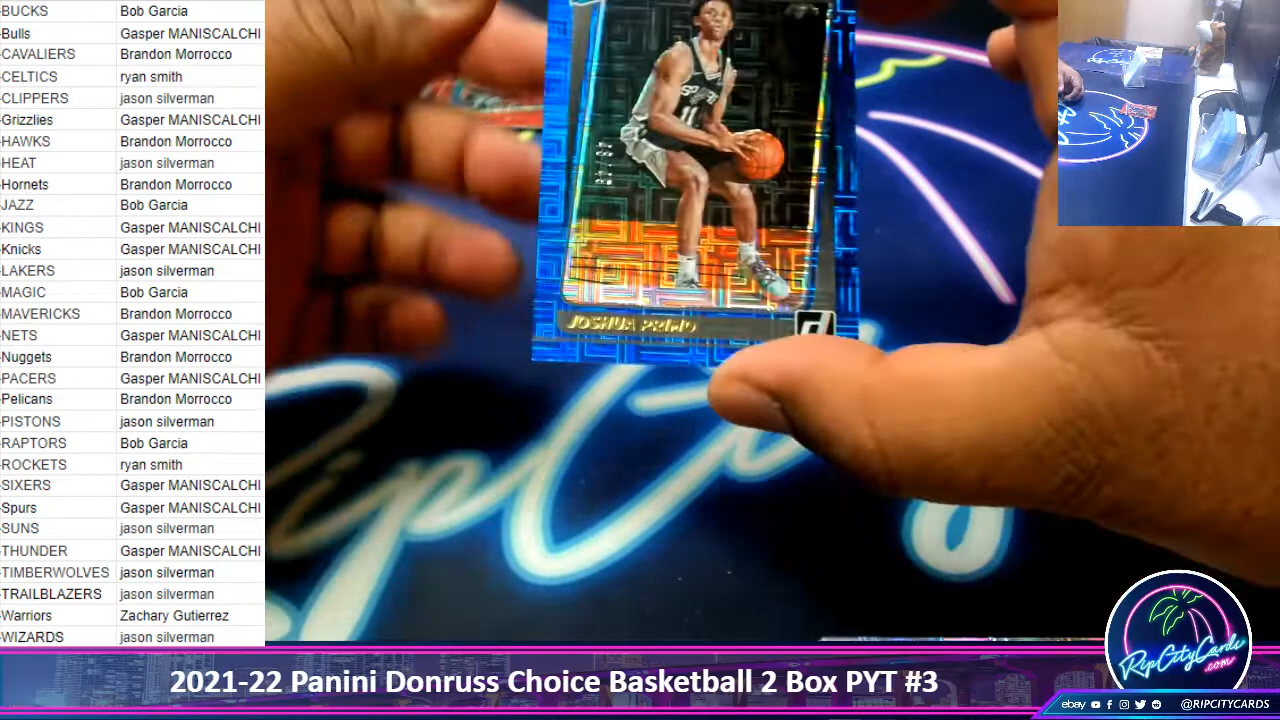 -BUCKS Bob Garcia
-Bulls Gasper MANISCALCHI
-CAVALIERS Brandon Morrocco
-CELTICS ryan smith
-CLIPPERS jason silverman
-Grizzlies Gasper MANISCALCHI
-HAWKS Brandon Morrocco
-HEAT jason silverman
-Hornets Brandon Morrocco
-JAZZ Bob Garcia
-KINGS Gasper MANISCALCHI
-Knicks Gasper MANISCALCHI
-LAKERS jason silverman
-MAGIC Bob Garcia
-MAVERICKS Brandon Morrocco
-NETS Gasper MANISCALCHI
-Nuggets Brandon Morrocco
-PACERS Gasper MANISCALCHI
-Pelicans Brandon Morrocco
-PISTONS jason silverman
-RAPTORS Bob Garcia
-ROCKETS ryan smith
-SIXERS Gasper MANISCALCHI
-Spurs Gasper MANISCALCHI
-SUNS jason silverman
-THUNDER Gasper MANISCALCHI
-TIMBERWOLVES jason silverman
-TRAILBLAZERS jason silverman
-Warriors Zachary Gutierrez
-WIZARDS jason silverman
SPURS
JOSHUA PRIMO
RipCity
2021-22 Panini Donruss Choice Basketball 2 Box PYT #3
RipCityCards
.com
ebay @RIPCITYCARDS